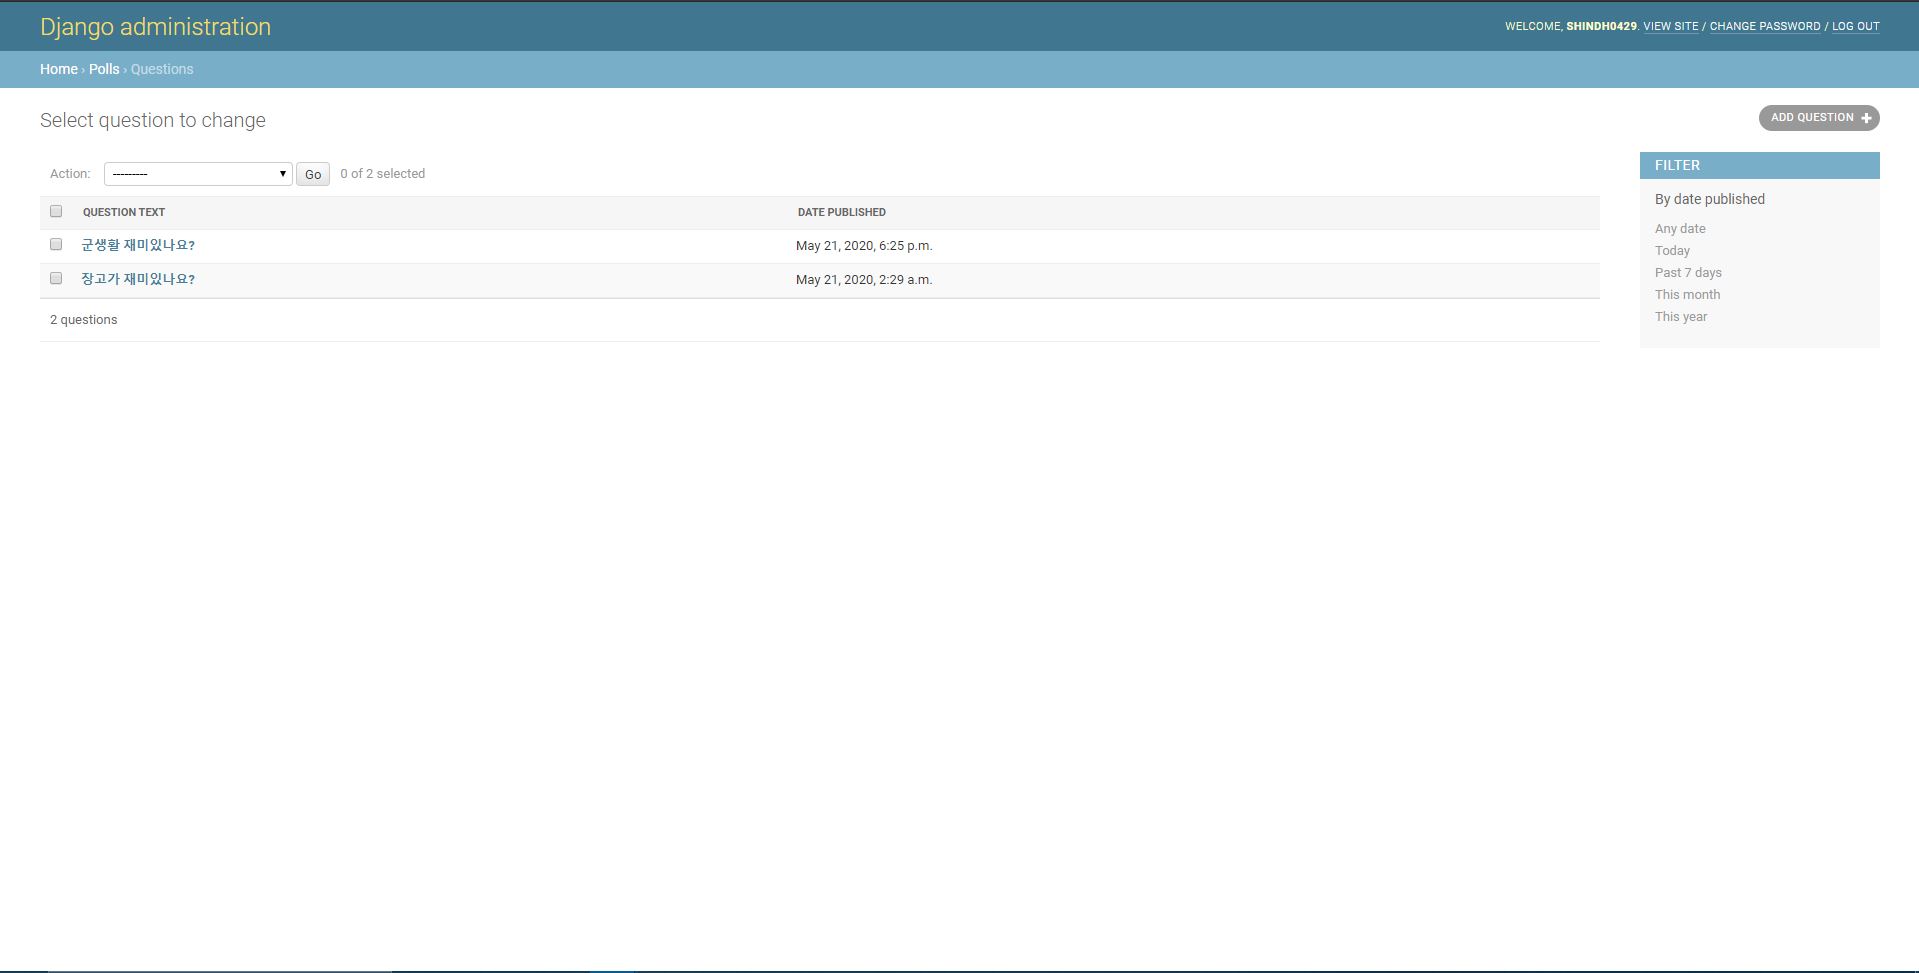 Django administration
WELCOME, SHINDH0429. VIEW SITE / CHANGE PASSWORD / LOG OUT
Home › Polls › Questions
Select question to change
ADD QUESTION +
Action: --------- Go 0 of 2 selected
QUESTION TEXT DATE PUBLISHED
군생활 재미있나요? May 21, 2020, 6:25 p.m.
장고가 재미있나요? May 21, 2020, 2:29 a.m.
2 questions
FILTER
By date published
Any date
Today
Past 7 days
This month
This year